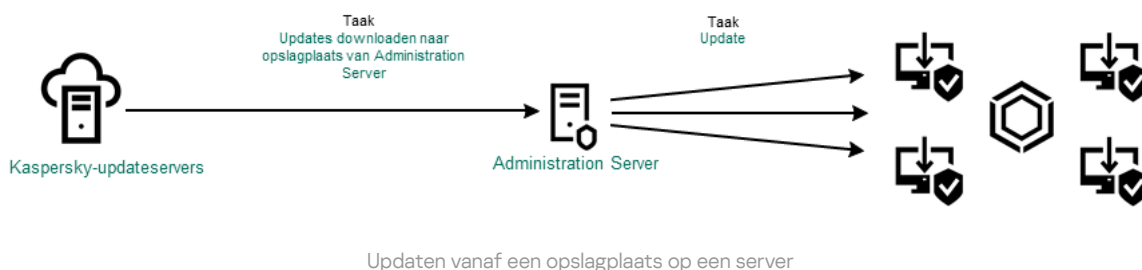 Taak
Updates downloaden naar
opslagplaats van Administration
Server
Taak
Update
Kaspersky-updateservers
Administration Server
Updaten vanaf een opslagplaats op een server